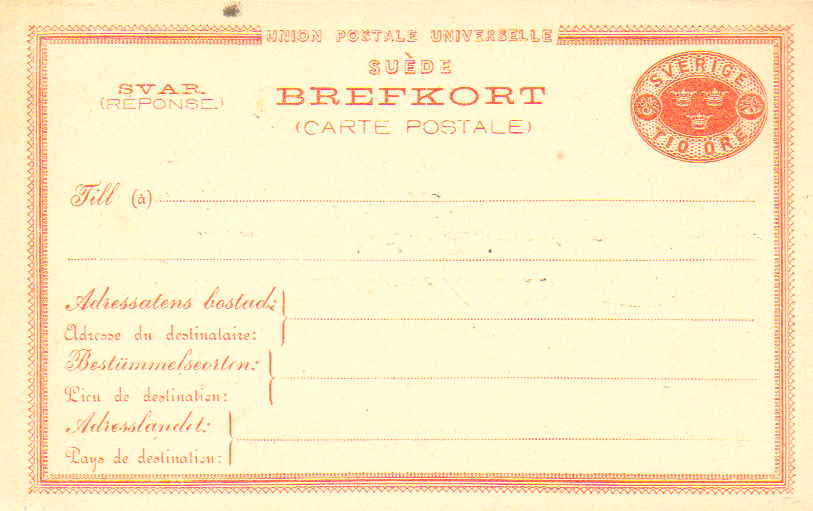 UNION POSTALE UNIVERSELLE
SUÈDE
SVAR.
(RÉPONSE.)
BREFKORT
(CARTE POSTALE)
SVERIGE
TIO ÖRE
Till (à)
Adressatens bostad:
Adresse du destinataire:
Bestämmelseorten:
Lieu de destination:
Adresslandet:
Pays de destination: